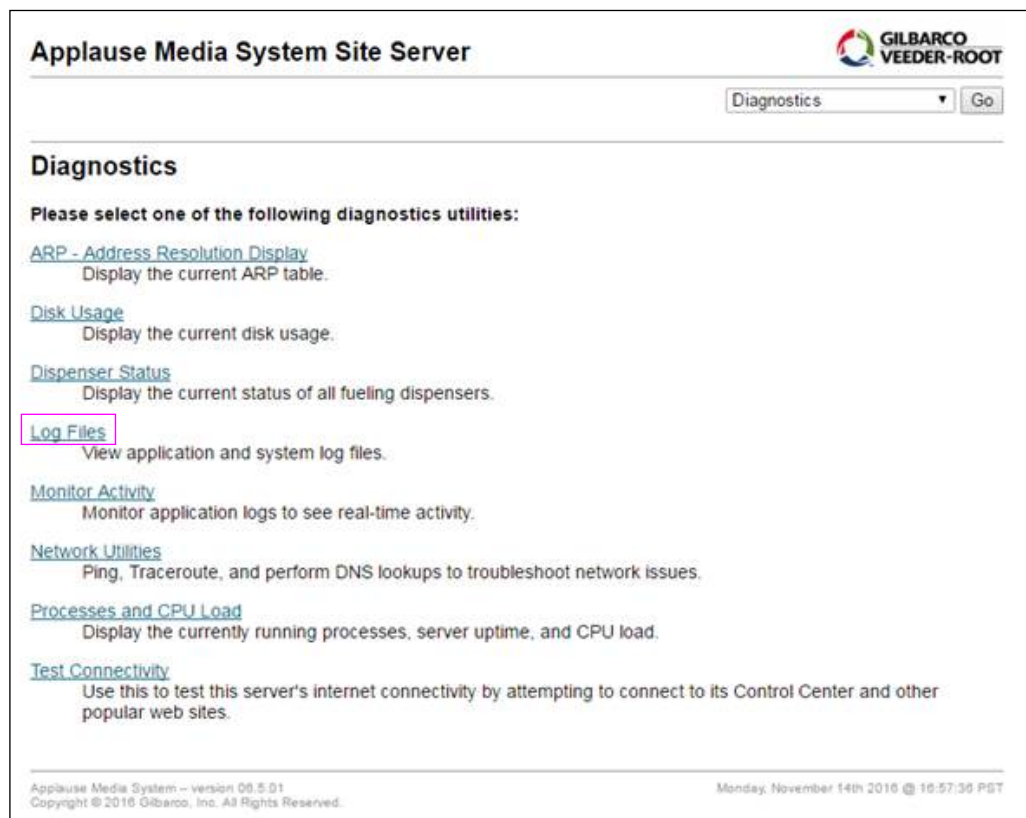 Applause Media System Site Server
GILBARCO
VEEDER-ROOT
Diagnostics
Go
Diagnostics
Please select one of the following diagnostics utilities:
ARP - Address Resolution Display
Display the current ARP table.
Disk Usage
Display the current disk usage.
Dispenser Status
Display the current status of all fueling dispensers.
Log Files
View application and system log files.
Monitor Activity
Monitor application logs to see real-time activity.
Network Utilities
Ping, Traceroute, and perform DNS lookups to troubleshoot network issues.
Processes and CPU Load
Display the currently running processes, server uptime, and CPU load.
Test Connectivity
Use this to test this server's internet connectivity by attempting to connect to its Control Center and other
popular web sites.
Applause Media System – version 06.5.01
Monday, November 14th 2016 @ 16:57:36 PST
Copyright © 2016 Gilbarco, Inc. All Rights Reserved.